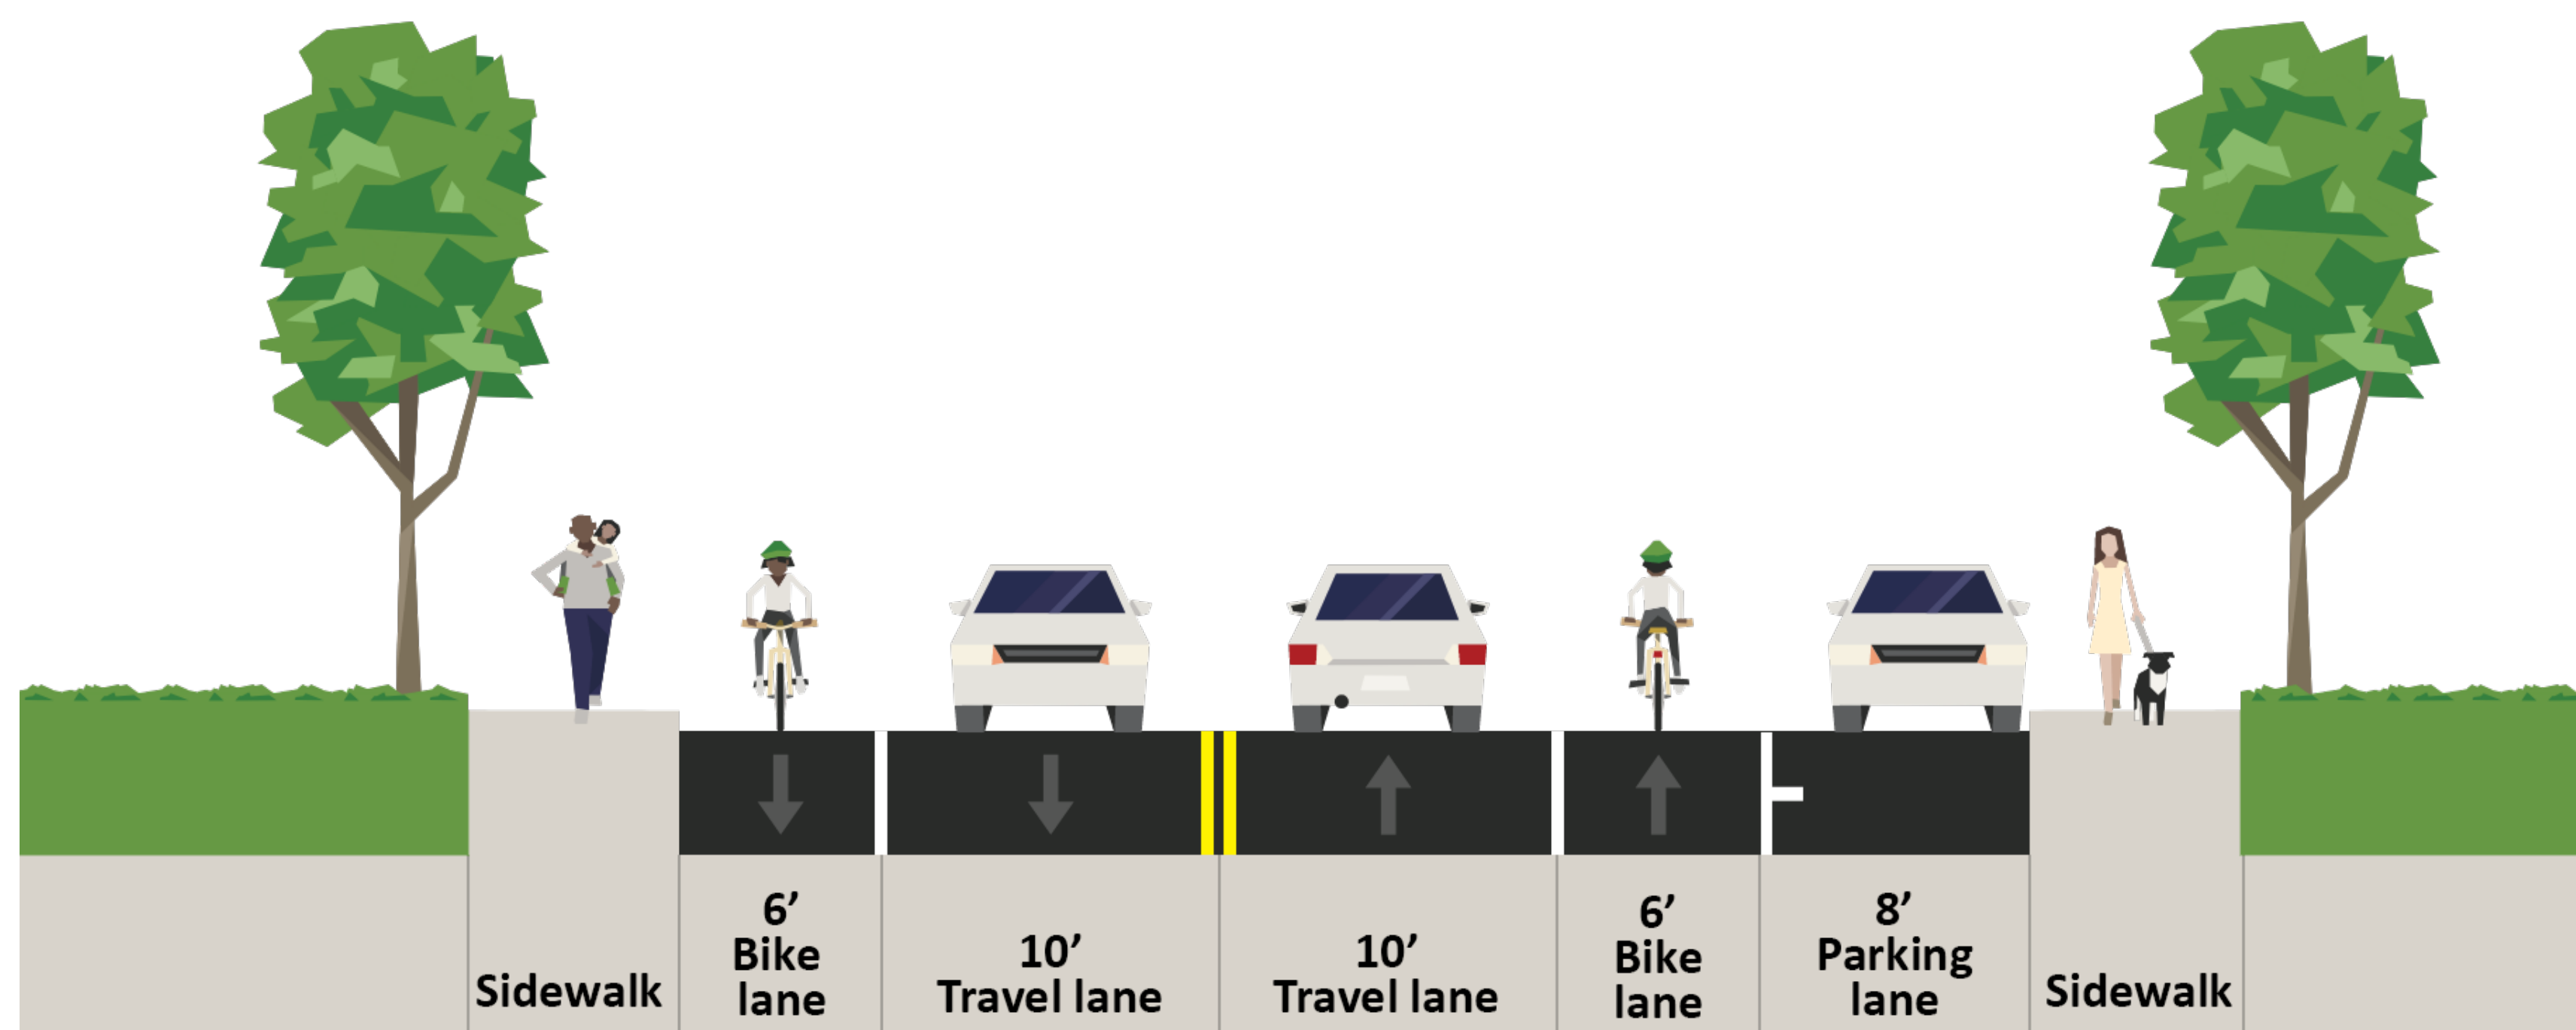 Sidewalk
6’
Bike
lane
10’
Travel lane
10’
Travel lane
6’
Bike
lane
8’
Parking
lane
Sidewalk